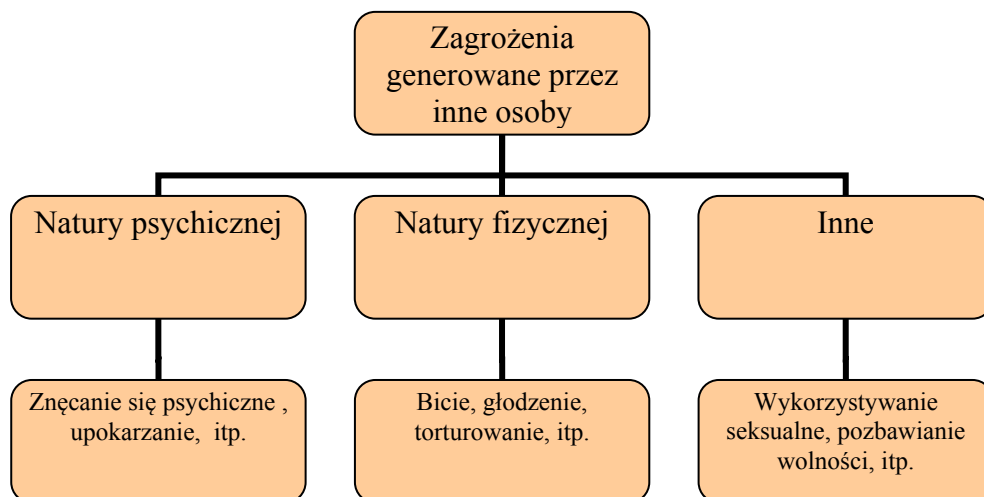 Zagrożenia
generowane przez
inne osoby
Natury psychicznej
Natury fizycznej
Inne
Znęcanie się psychiczne ,
upokarzanie, itp.
Bicie, głodzenie,
torturowanie, itp.
Wykorzystywanie
seksualne, pozbawianie
wolności, itp.